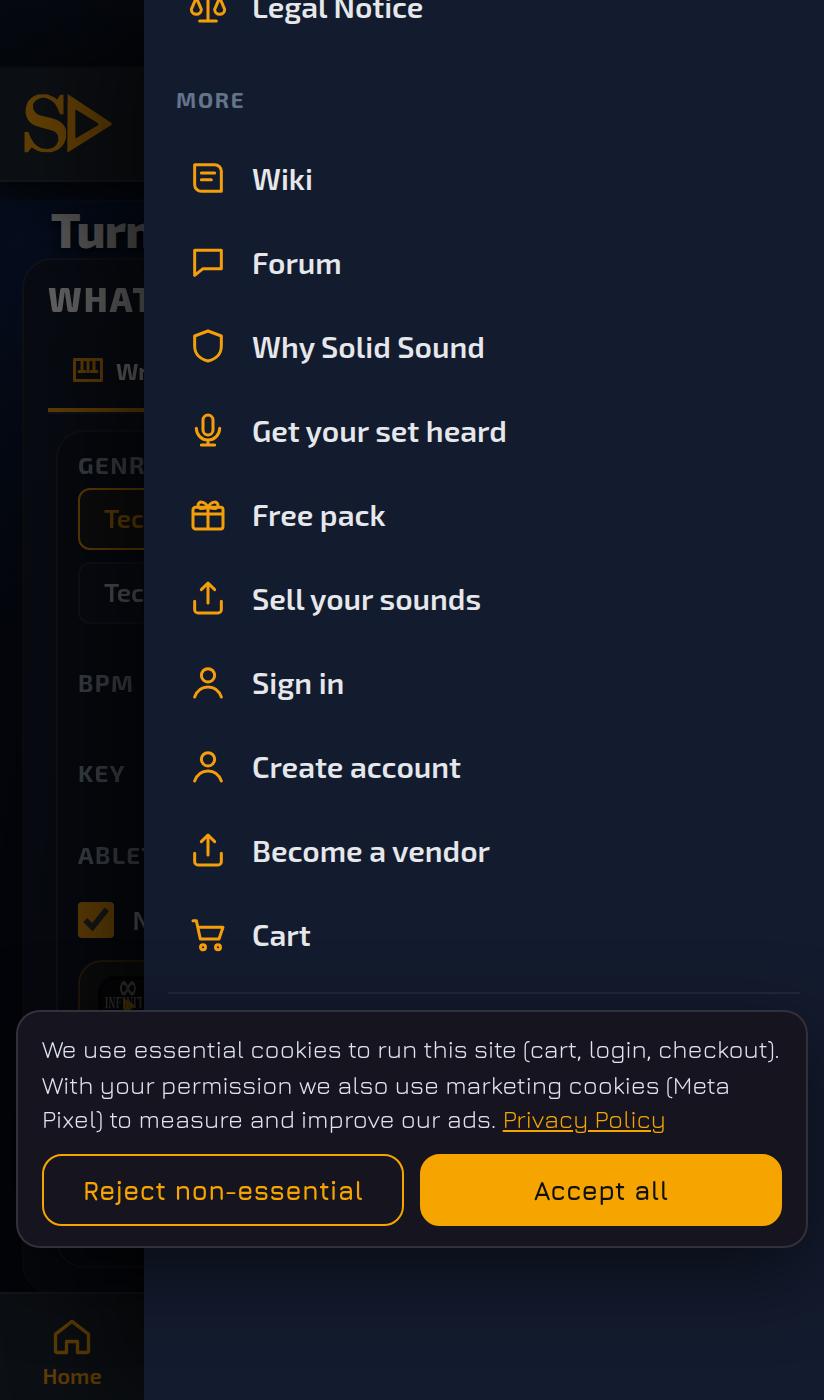 Legal Notice
MORE
Wiki
Forum
Why Solid Sound
Get your set heard
Free pack
Sell your sounds
Sign in
Create account
Become a vendor
Cart
BPM
KEY
We use essential cookies to run this site (cart, login, checkout).
With your permission we also use marketing cookies (Meta
Pixel) to measure and improve our ads. Privacy Policy
Reject non-essential
Accept all
Home